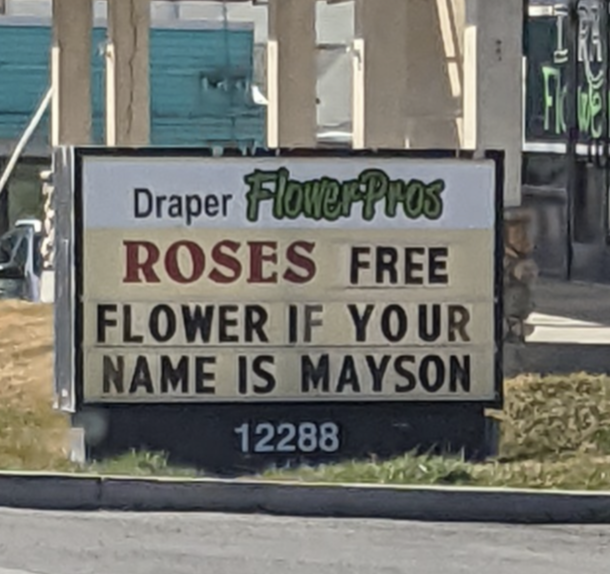 Draper FlowerPros
ROSES FREE
FLOWER IF YOUR
NAME IS MAYSON
12288